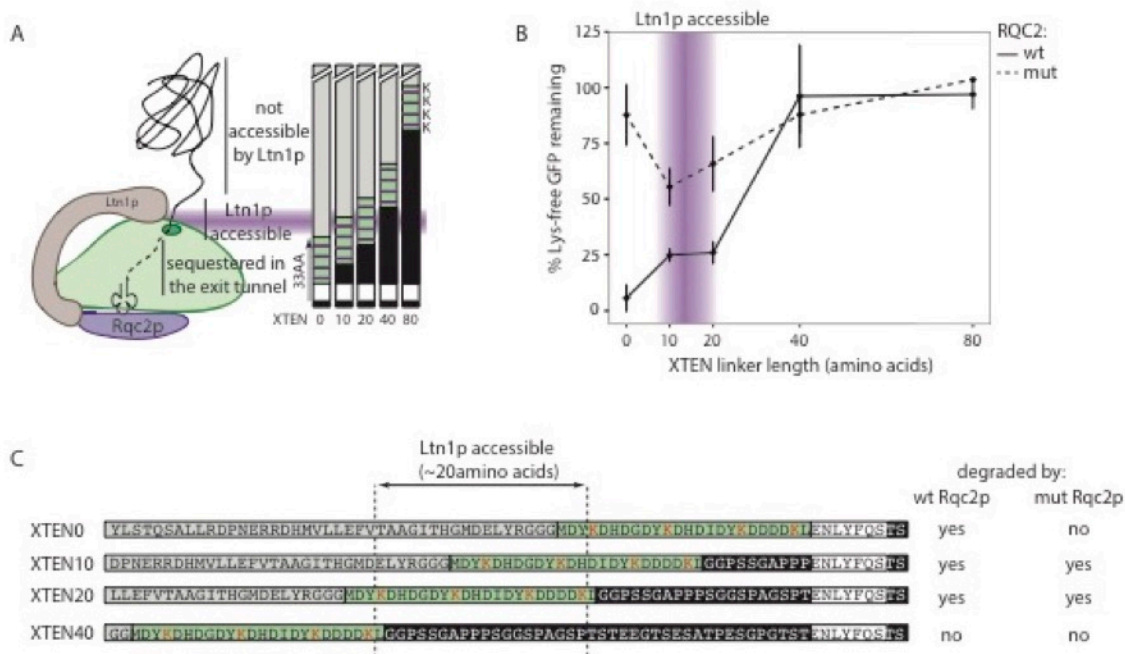 A
not
accessible
by Ltn1p
Ltn1p
Ltn1p
accessible
sequestered in
the exit tunnel
Rqc2p
33AA
K
K
K
K
XTEN 0 10 20 40 80
B
Ltn1p accessible
RQC2:
wt
mut
% Lys-free GFP remaining
125
100
75
50
25
0
0 10 20 40 80
XTEN linker length (amino acids)
C
Ltn1p accessible
(~20amino acids)
degraded by:
wt Rqc2p mut Rqc2p
XTEN0 YLSTQSALLRDPNERRDHMVLLEFVTAAGITHGMDELYRGGGMDYKDHDGDYKDHDIDYKDDDDKLENLYFQSTS yes no
XTEN10 DPNERRDHMVLLEFVTAAGITHGMDELYRGGGMDYKDHDGDYKDHDIDYKDDDDKLGGPSSGAPPPENLYFQSTS yes yes
XTEN20 LLEFVTAAGITHGMDELYRGGGMDYKDHDGDYKDHDIDYKDDDDKLGGPSSGAPPPSGGSPAGSPTENLYFQSTS yes yes
XTEN40 GGMDYKDHDGDYKDHDIDYKDDDDKLGGPSSGAPPPSGGSPAGSPTSTEEGTSESATPESGPGTSTENLYFQSTS no no